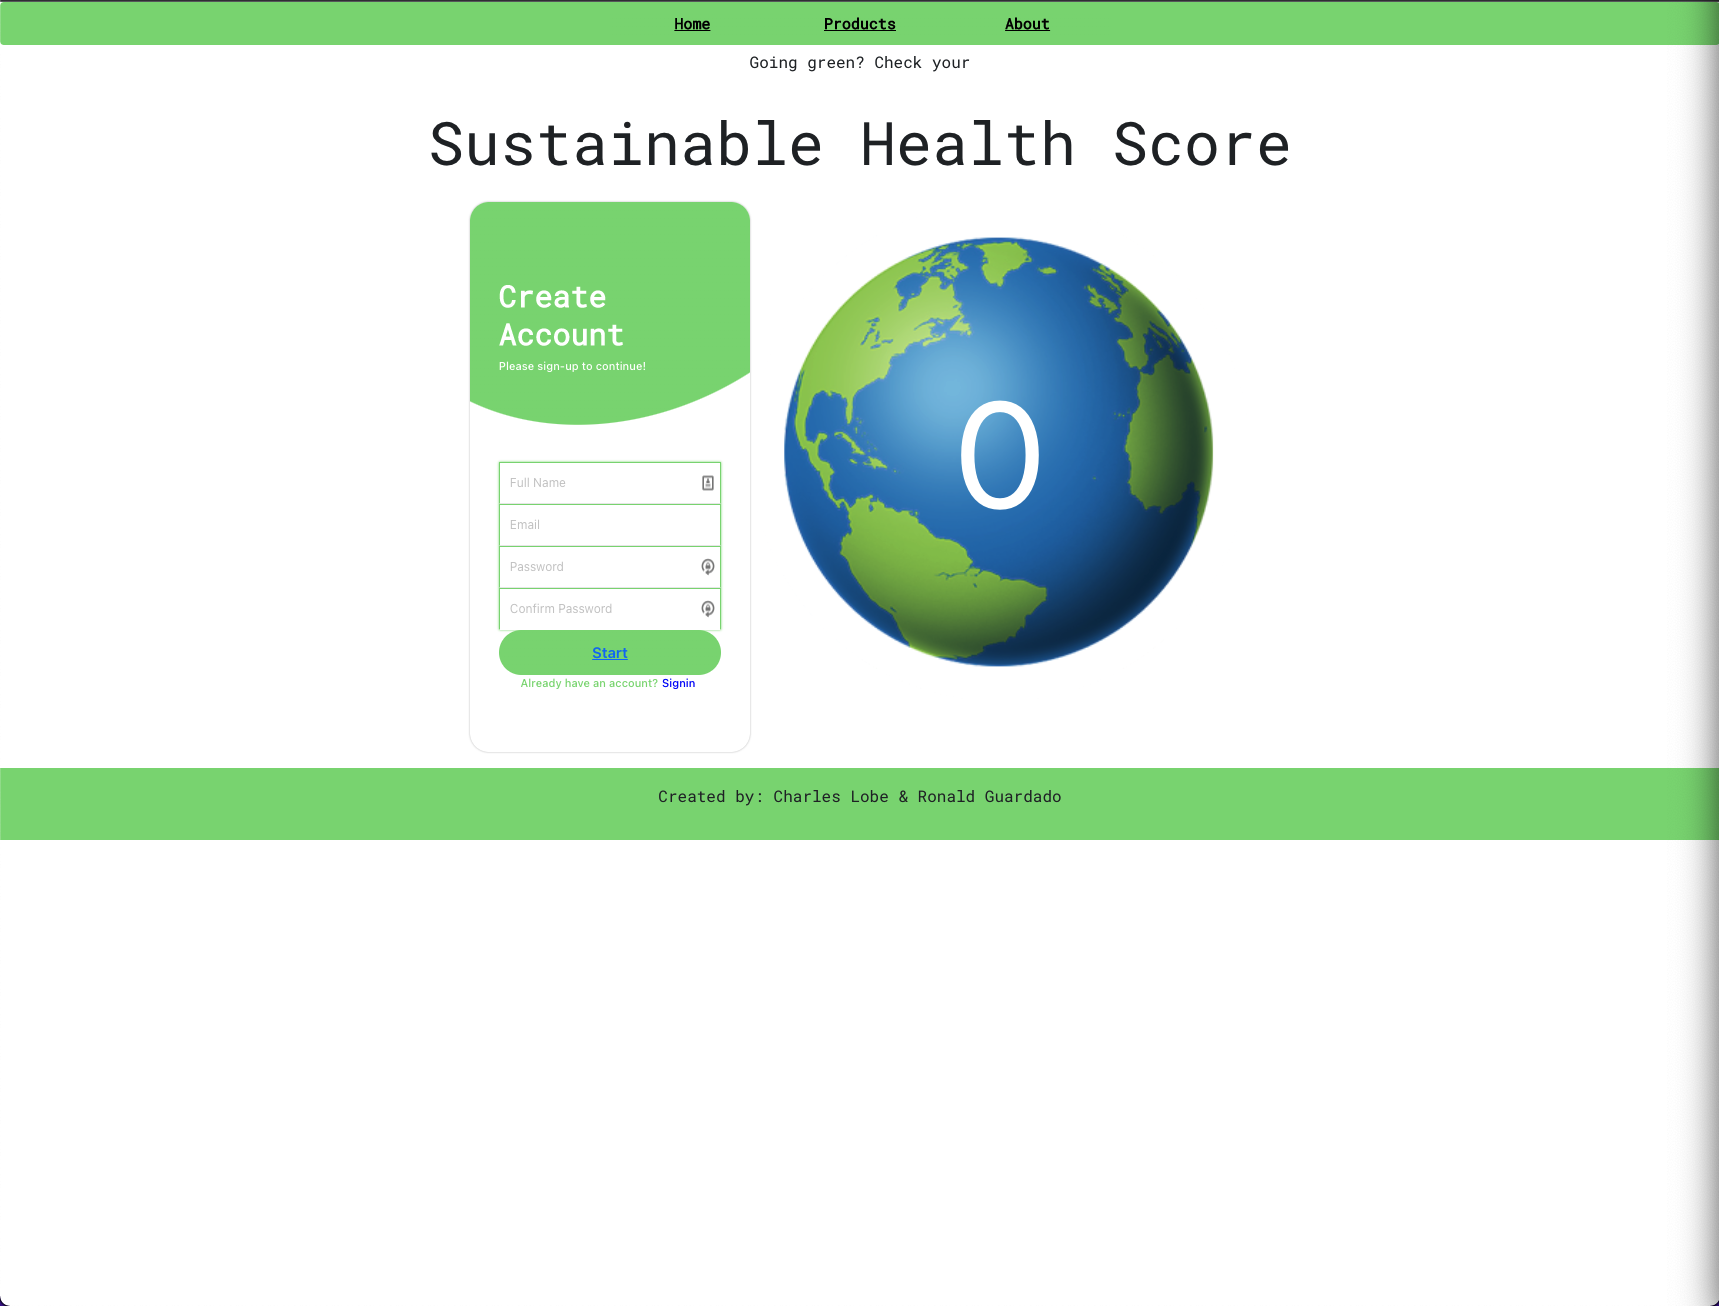 Home Products About
Going green? Check your
Sustainable Health Score
Create
Account
Please sign-up to continue!
Full Name
Email
Password
Confirm Password
Start
Already have an account? Signin
0
Created by: Charles Lobe & Ronald Guardado